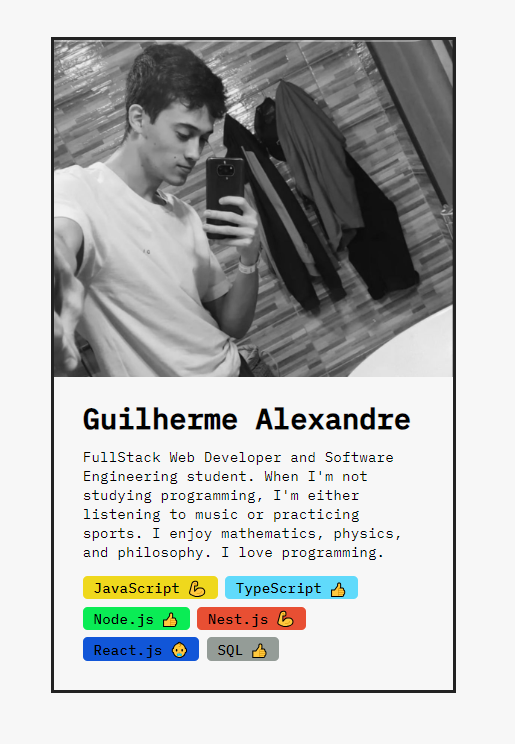 Guilherme Alexandre
FullStack Web Developer and Software
Engineering student. When I'm not
studying programming, I'm either
listening to music or practicing
sports. I enjoy mathematics, physics,
and philosophy. I love programming.
JavaScript 💪 TypeScript 👍
Node.js 👍 Nest.js 💪
React.js 👴 SQL 👍